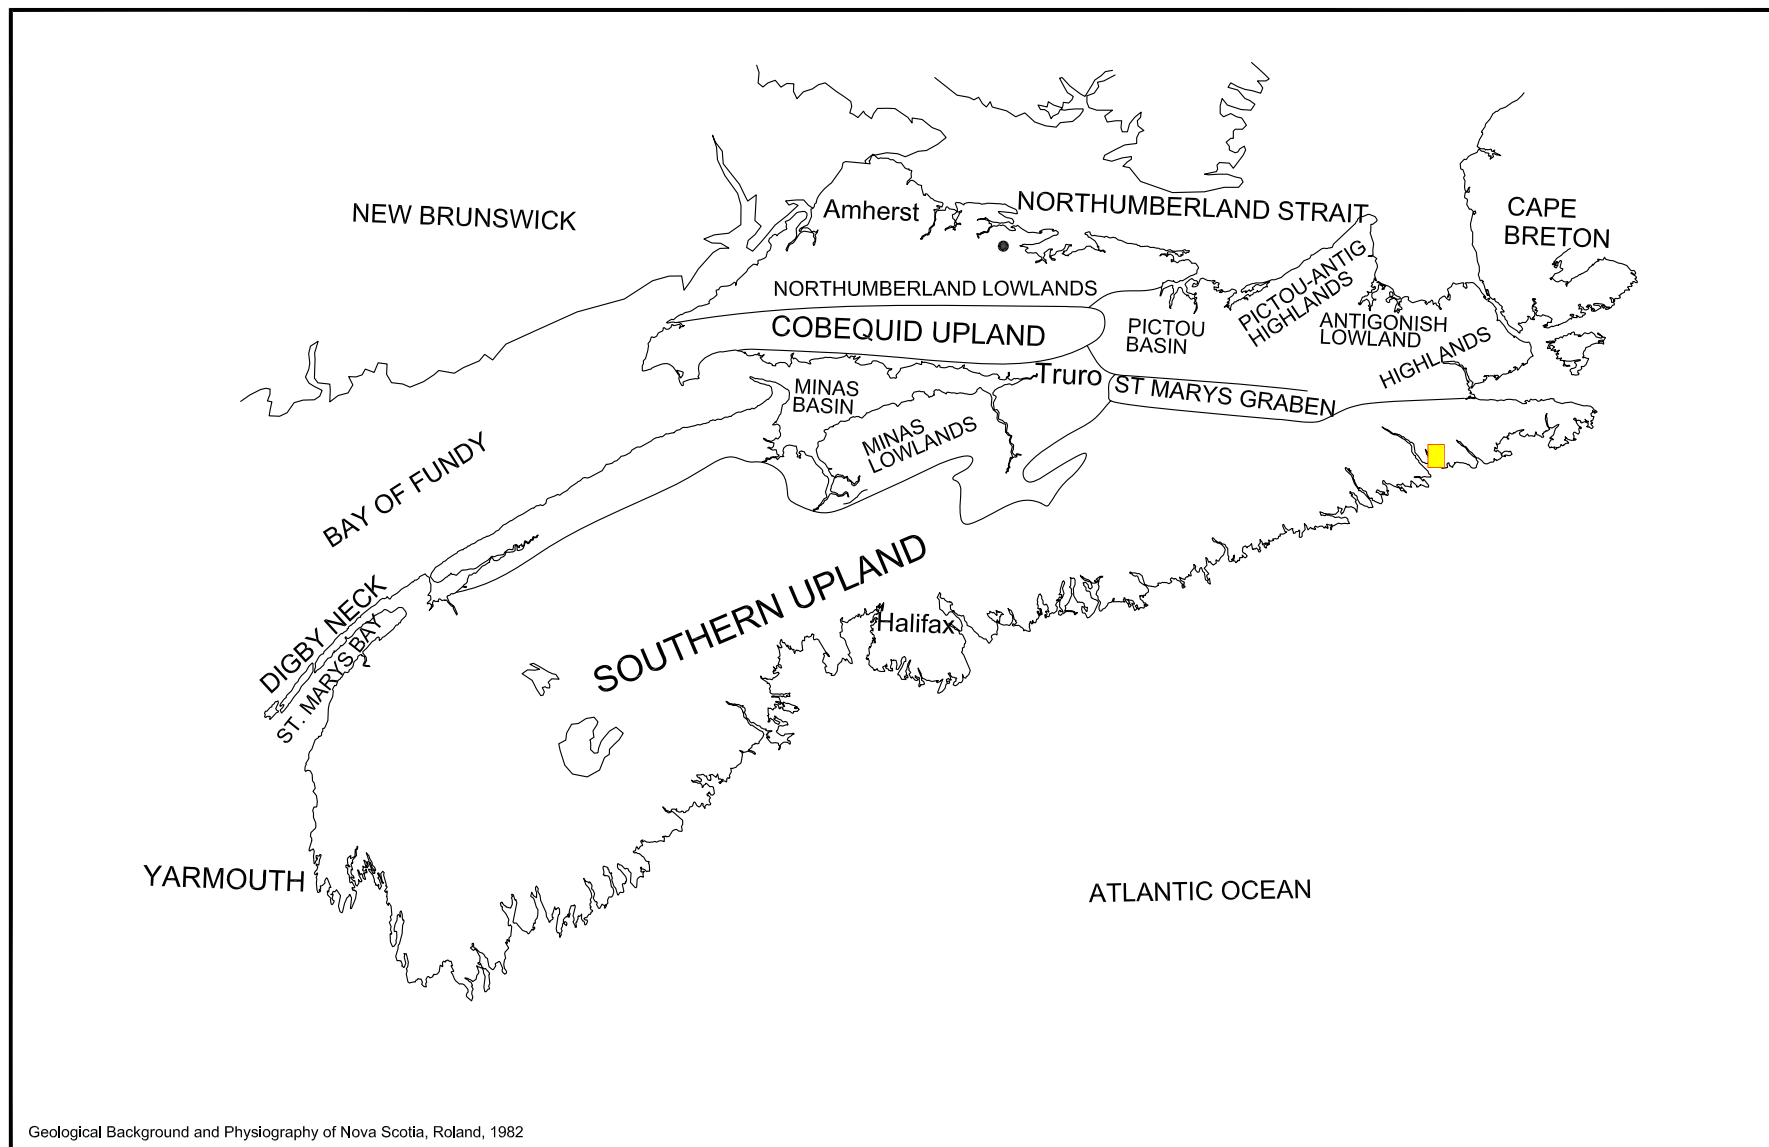 NEW BRUNSWICK
Amherst
NORTHUMBERLAND STRAIT
CAPE
BRETON
NORTHUMBERLAND LOWLANDS
COBEQUID UPLAND
PICTOU
BASIN
PICTOU-ANTIG
HIGHLANDS
ANTIGONISH
LOWLAND
HIGHLANDS
Truro
ST MARYS GRABEN
MINAS
BASIN
MINAS
LOWLANDS
BAY OF FUNDY
SOUTHERN UPLAND
DIGBY NECK
ST. MARYS BAY
Halifax
YARMOUTH
ATLANTIC OCEAN
Geological Background and Physiography of Nova Scotia, Roland, 1982